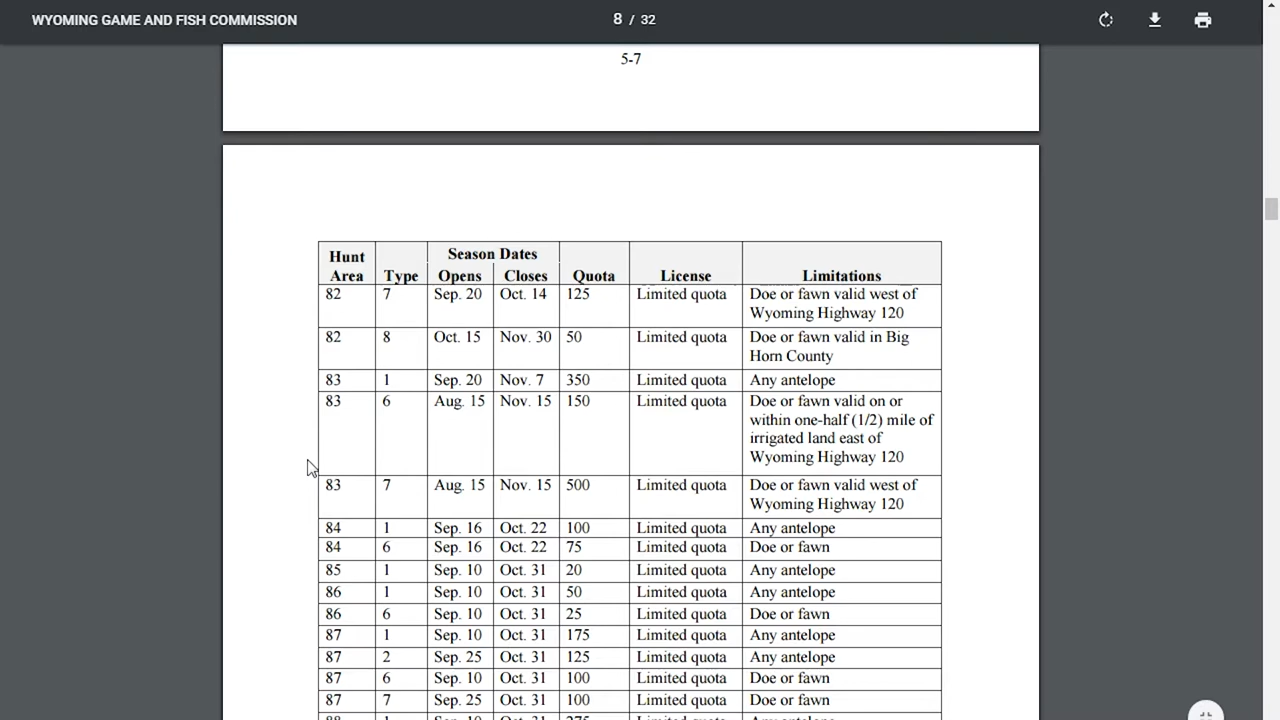 WYOMING GAME AND FISH COMMISSION 8 / 32
5-7
Hunt Area Type Season Dates Opens Closes Quota License Limitations
82 7 Sep. 20 Oct. 14 125 Limited quota Doe or fawn valid west of
Wyoming Highway 120
82 8 Oct. 15 Nov. 30 50 Limited quota Doe or fawn valid in Big
Horn County
83 1 Sep. 20 Nov. 7 350 Limited quota Any antelope
83 6 Aug. 15 Nov. 15 150 Limited quota Doe or fawn valid on or
within one-half (1/2) mile of
irrigated land east of
Wyoming Highway 120
83 7 Aug. 15 Nov. 15 500 Limited quota Doe or fawn valid west of
Wyoming Highway 120
84 1 Sep. 16 Oct. 22 100 Limited quota Any antelope
84 6 Sep. 16 Oct. 22 75 Limited quota Doe or fawn
85 1 Sep. 10 Oct. 31 20 Limited quota Any antelope
86 1 Sep. 10 Oct. 31 50 Limited quota Any antelope
86 6 Sep. 10 Oct. 31 25 Limited quota Doe or fawn
87 1 Sep. 10 Oct. 31 175 Limited quota Any antelope
87 2 Sep. 25 Oct. 31 125 Limited quota Any antelope
87 6 Sep. 10 Oct. 31 100 Limited quota Doe or fawn
87 7 Sep. 25 Oct. 31 100 Limited quota Doe or fawn